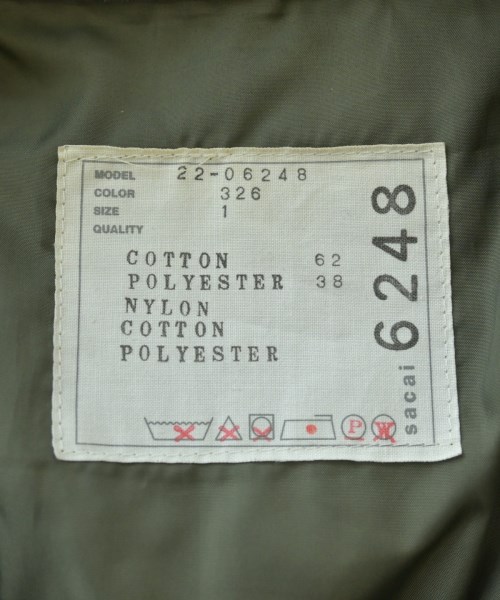 MODEL 22-06248
COLOR 326
SIZE 1
QUALITY
COTTON 62
POLYESTER 38
NYLON
COTTON
POLYESTER
P
W
sacai 6248